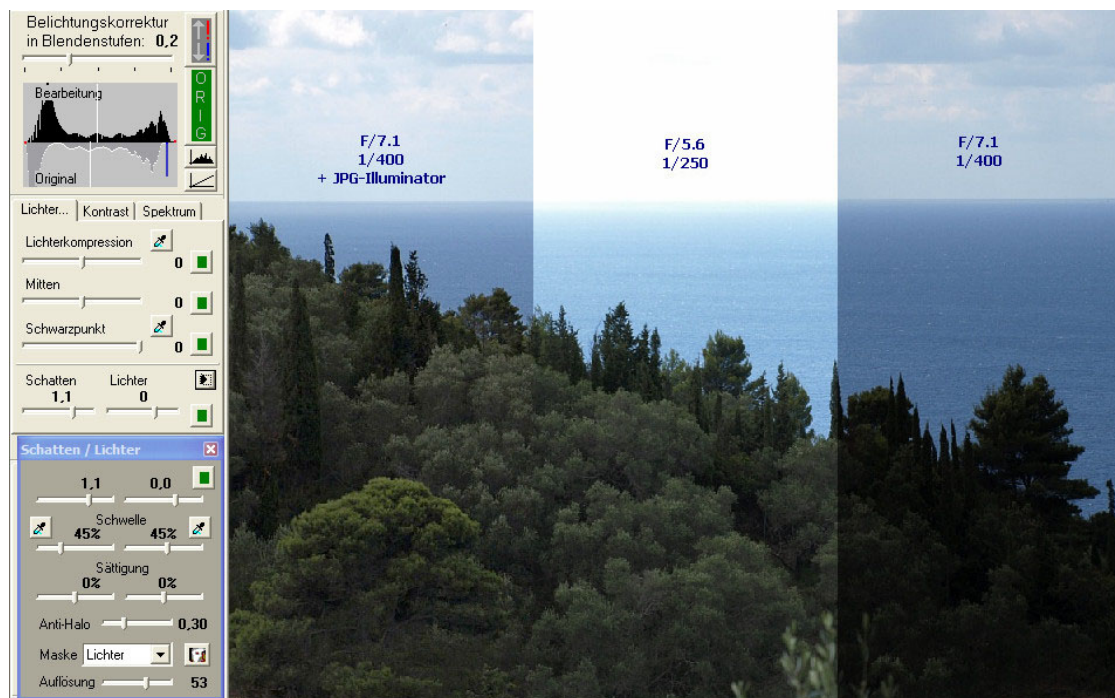 Belichtungskorrektur
in Blendenstufen: 0,2
ORIG
Bearbeitung
Original
Lichter... Kontrast Spektrum
Lichterkompression
0
Mitten
0
Schwarzpunkt
0
Schatten Lichter
1,1 0
Schatten / Lichter
1,1 0,0
Schwelle
45% 45%
Sättigung
0% 0%
Anti-Halo 0,30
Maske Lichter
Auflösung 53
F/7.1
1/400
+ JPG-Illuminator
F/5.6
1/250
F/7.1
1/400